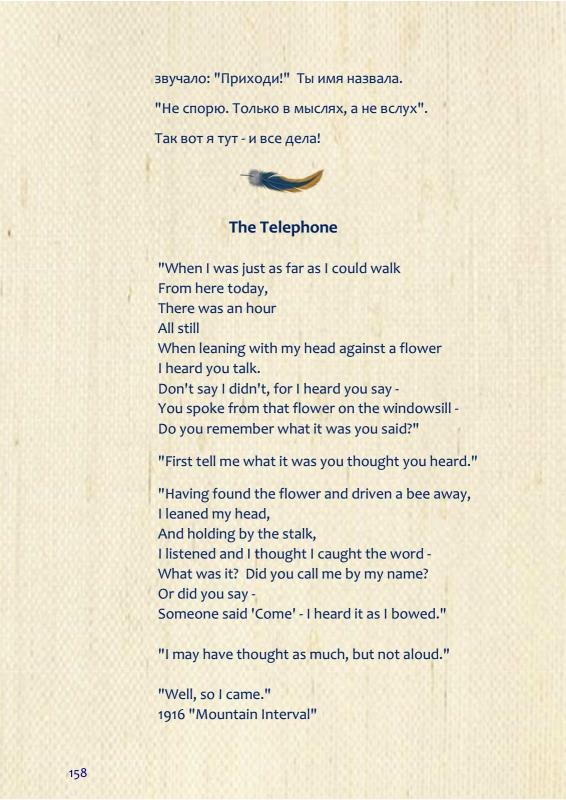 звучало: "Приходи!"  Ты имя назвала.
"Не спорю. Только в мыслях, а не вслух".
Так вот я тут - и все дела!
The Telephone
"When I was just as far as I could walk
From here today,
There was an hour
All still
When leaning with my head against a flower
I heard you talk.
Don't say I didn't, for I heard you say -
You spoke from that flower on the windowsill -
Do you remember what it was you said?"
"First tell me what it was you thought you heard."
"Having found the flower and driven a bee away,
I leaned my head,
And holding by the stalk,
I listened and I thought I caught the word -
What was it?  Did you call me by my name?
Or did you say -
Someone said 'Come' - I heard it as I bowed."
"I may have thought as much, but not aloud."
"Well, so I came."
1916 "Mountain Interval"
158